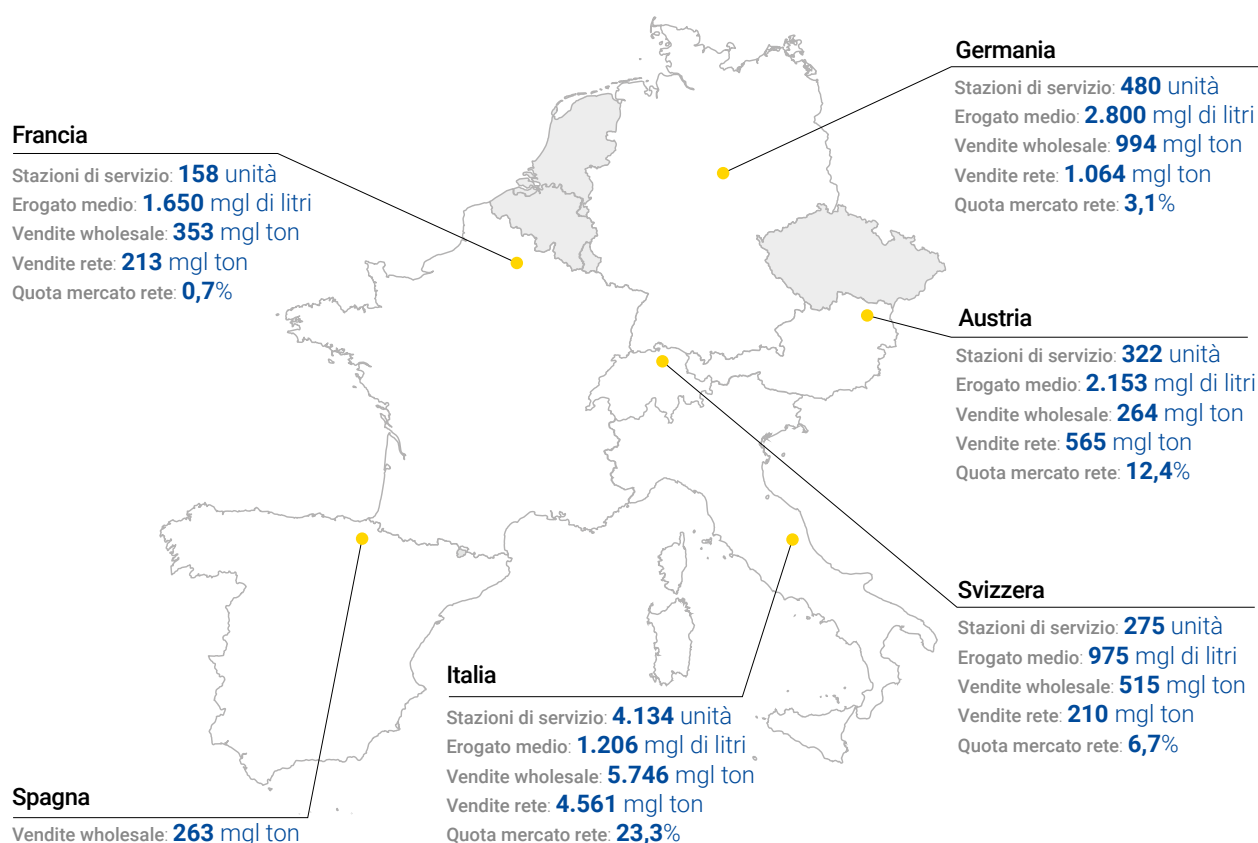 Germania
Stazioni di servizio: 480 unità
Erogato medio: 2.800 mgl di litri
Vendite wholesale: 994 mgl ton
Vendite rete: 1.064 mgl ton
Quota mercato rete: 3,1%
Francia
Stazioni di servizio: 158 unità
Erogato medio: 1.650 mgl di litri
Vendite wholesale: 353 mgl ton
Vendite rete: 213 mgl ton
Quota mercato rete: 0,7%
Austria
Stazioni di servizio: 322 unità
Erogato medio: 2.153 mgl di litri
Vendite wholesale: 264 mgl ton
Vendite rete: 565 mgl ton
Quota mercato rete: 12,4%
Svizzera
Stazioni di servizio: 275 unità
Erogato medio: 975 mgl di litri
Vendite wholesale: 515 mgl ton
Vendite rete: 210 mgl ton
Quota mercato rete: 6,7%
Italia
Stazioni di servizio: 4.134 unità
Erogato medio: 1.206 mgl di litri
Vendite wholesale: 5.746 mgl ton
Vendite rete: 4.561 mgl ton
Quota mercato rete: 23,3%
Spagna
Vendite wholesale: 263 mgl ton